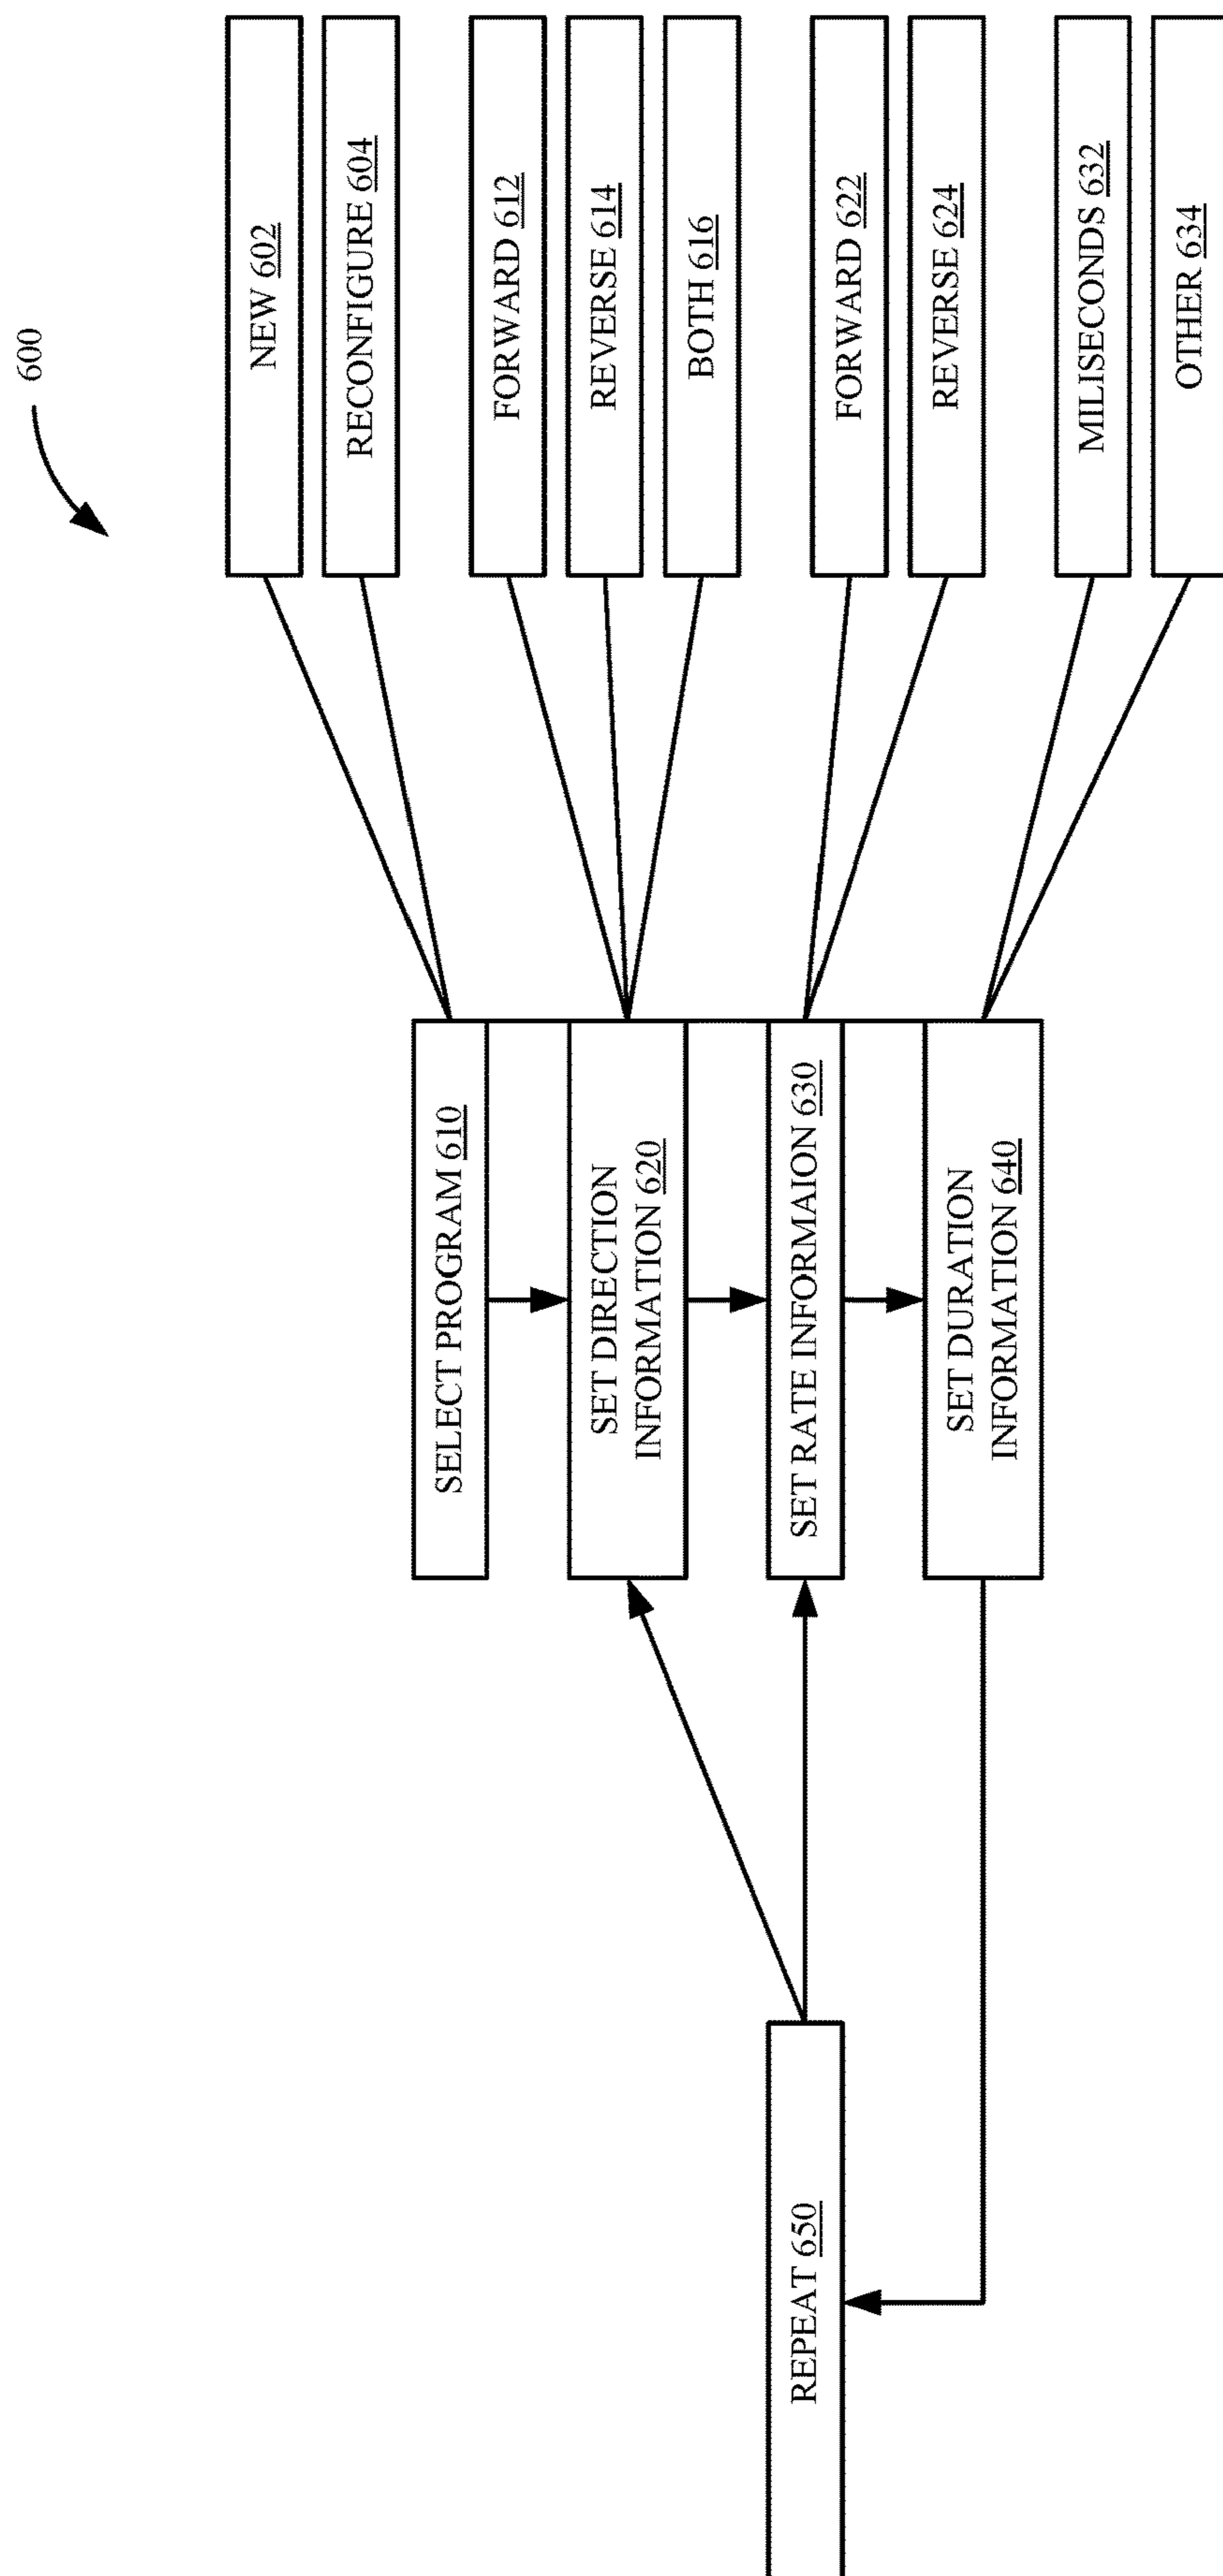 600
NEW 602
RECONFIGURE 604
FORWARD 612
REVERSE 614
BOTH 616
FORWARD 622
REVERSE 624
MILISECONDS 632
OTHER 634
SELECT PROGRAM 610
SET DIRECTION
INFORMATION 620
SET RATE INFORMAION 630
SET DURATION
INFORMATION 640
REPEAT 650